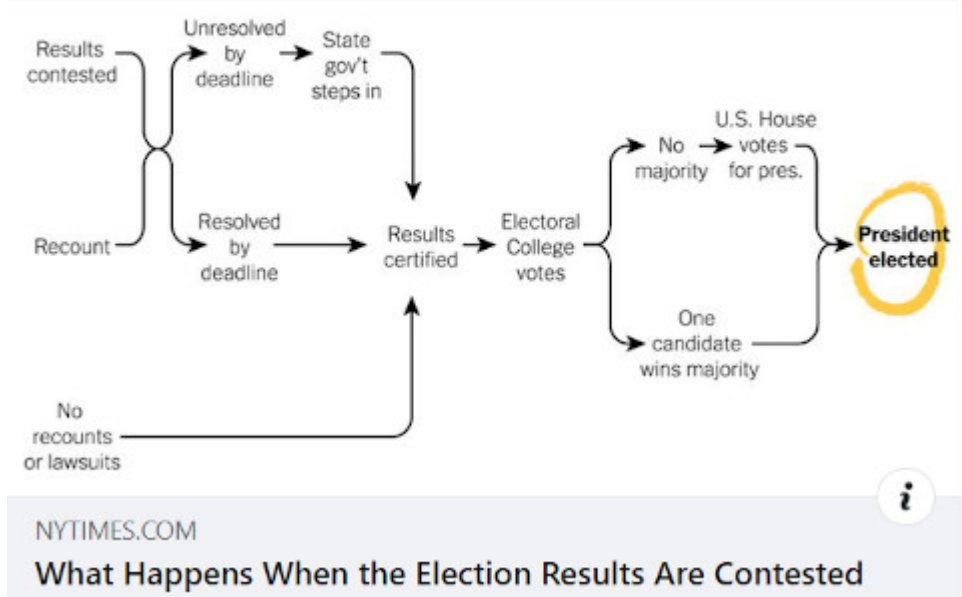 Results
contested
Unresolved
by
deadline
State
gov't
steps in
Recount
Resolved
by
deadline
Results
certified
Electoral
College
votes
No
majority
U.S. House
votes
for pres.
One
candidate
wins majority
President
elected
No
recounts
or lawsuits
i
NYTIMES.COM
What Happens When the Election Results Are Contested